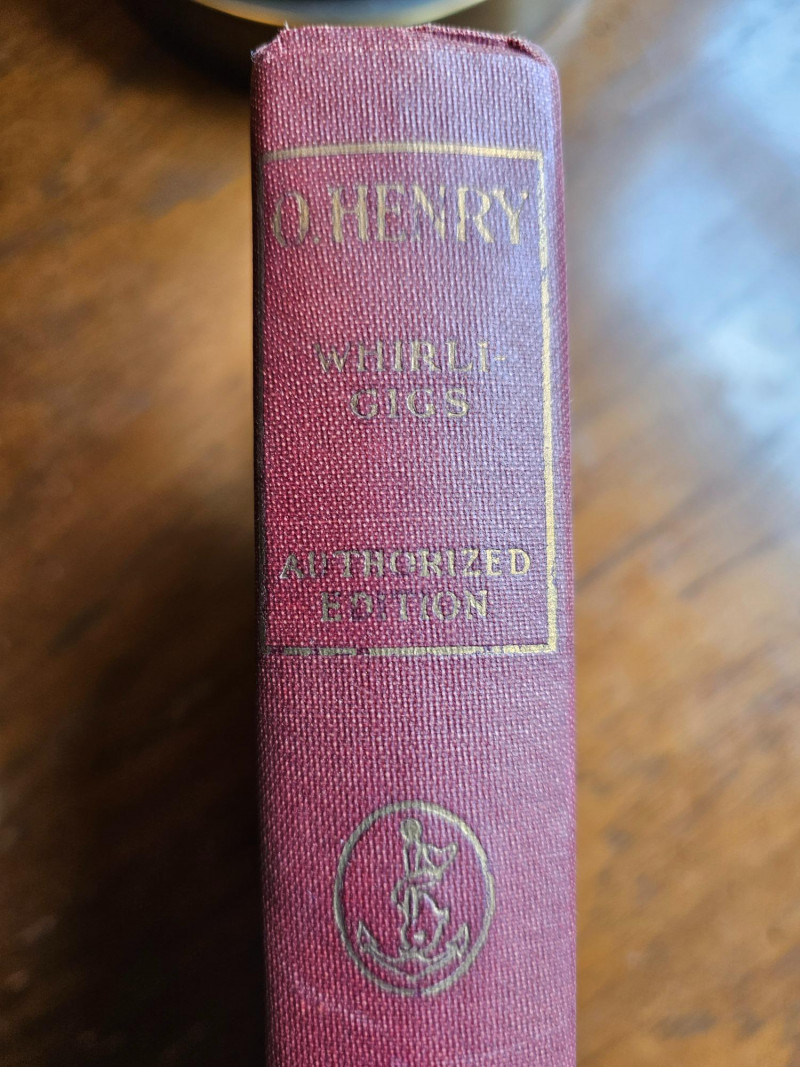 O. HENRY
WHIRLI-
GIGS
AUTHORIZED
EDITION